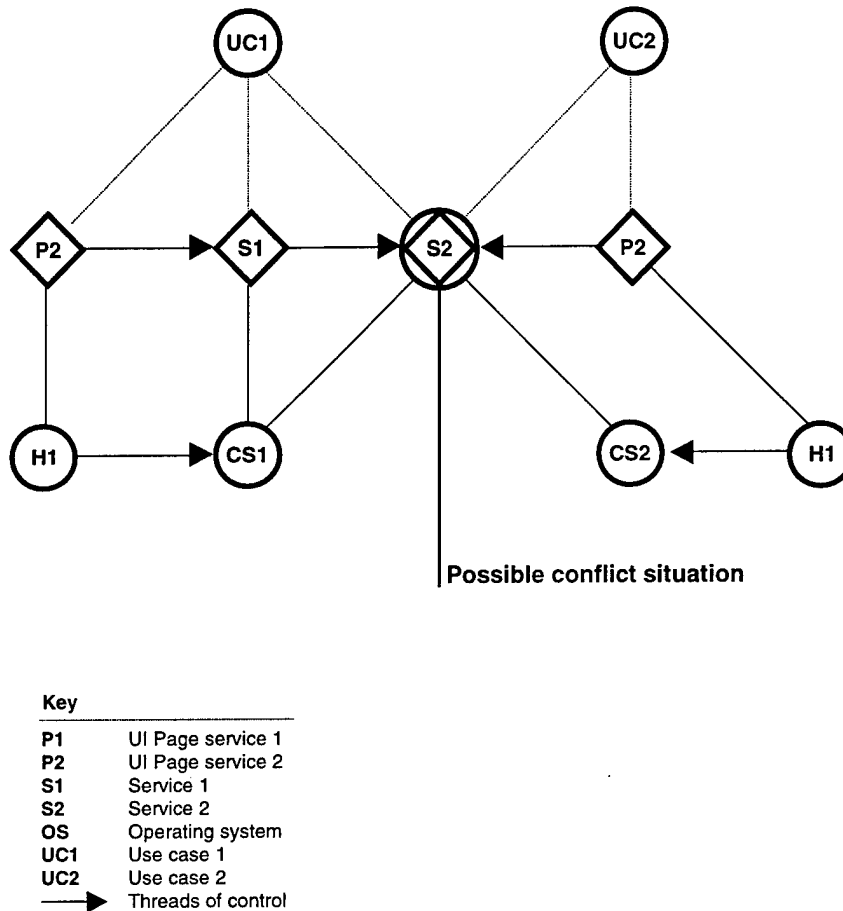 UC1 UC2
P2 S1 S2 P2
H1 CS1 CS2 H1
Possible conflict situation
Key
P1 UI Page service 1
P2 UI Page service 2
S1 Service 1
S2 Service 2
OS Operating system
UC1 Use case 1
UC2 Use case 2
Threads of control